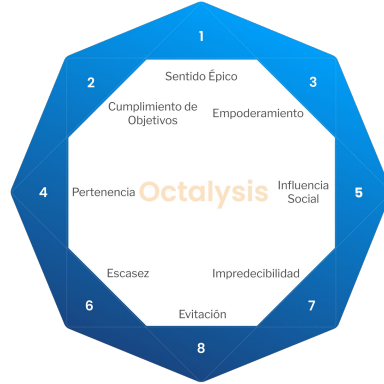 1
Sentido Épico
2
3
Cumplimiento de
Objetivos
Empoderamiento
4
Pertenencia
Octalysis
Influencia
Social
5
Escasez
Impredecibilidad
6
7
Evitación
8